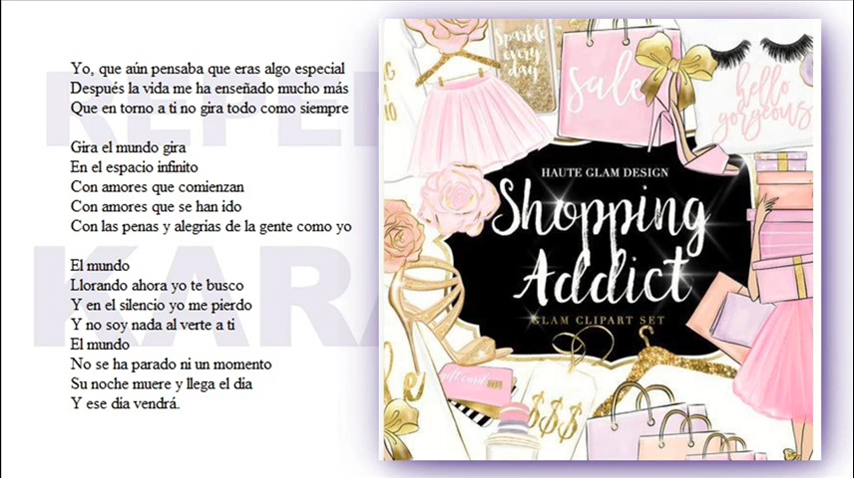 Yo, que aún pensaba que eras algo especial
Después la vida me ha enseñado mucho más
Que en torno a ti no gira todo como siempre
Gira el mundo gira
En el espacio infinito
Con amores que comienzan
Con amores que se han ido
Con las penas y alegrias de la gente como yo
El mundo
Llorando ahora yo te busco
Y en el silencio yo me pierdo
Y no soy nada al verte a ti
El mundo
No se ha parado ni un momento
Su noche muere y llega el día
Y ese día vendrá.
Sparkle
every
day
sale
hello
gorgeous
HAUTE GLAM DESIGN
Shopping
Addict
GLAM CLIPART SET
gift card
$$$